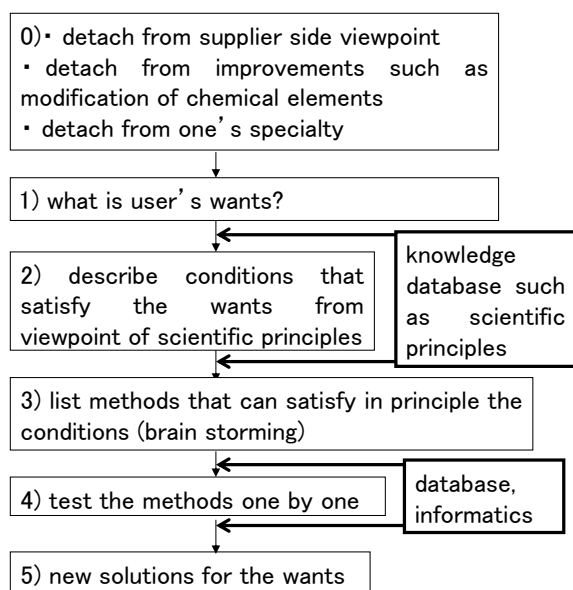 0)・ detach from supplier side viewpoint
・ detach from improvements such as
modification of chemical elements
・ detach from one’s specialty
1) what is user’s wants?
knowledge
database such
as scientific
principles
2) describe conditions that
satisfy the wants from
viewpoint of scientific principles
3) list methods that can satisfy in principle the
conditions (brain storming)
database,
informatics
4) test the methods one by one
5) new solutions for the wants